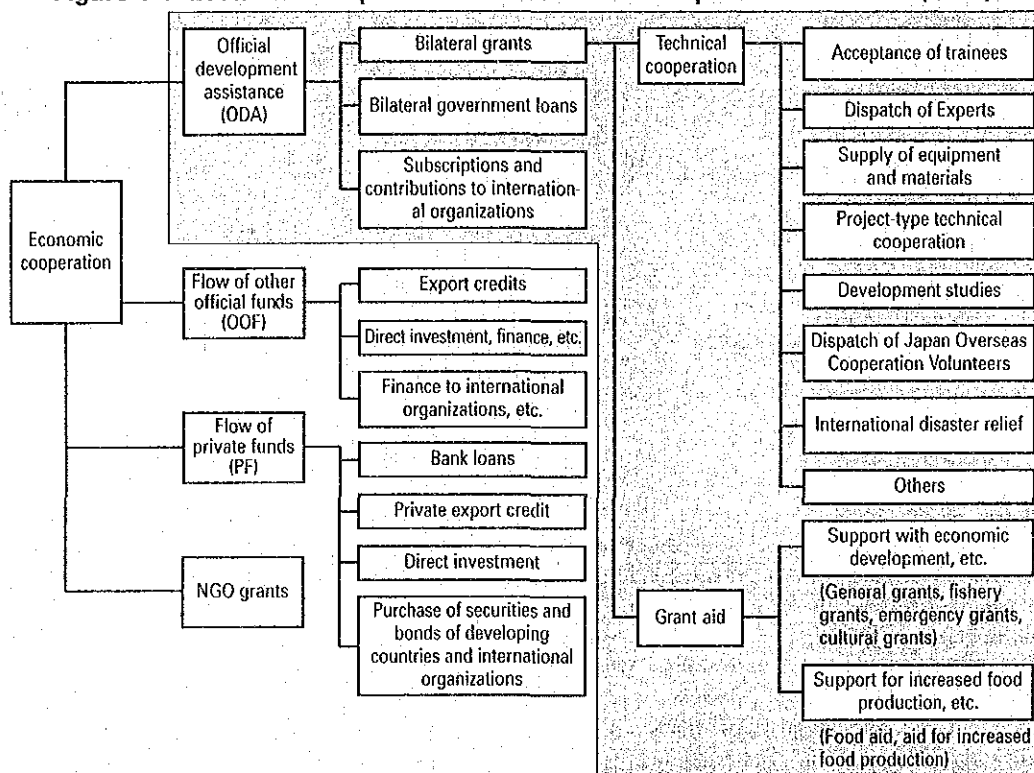 Official
development
assistance
(ODA)
Bilateral grants
Bilateral government loans
Subscriptions and
contributions to internation-
al organizations
Technical
cooperation
Acceptance of trainees
Dispatch of Experts
Supply of equipment
and materials
Project-type technical
cooperation
Development studies
Dispatch of Japan Overseas
Cooperation Volunteers
International disaster relief
Others
Economic
cooperation
Flow of other
official funds
(OOF)
Export credits
Direct investment, finance, etc.
Finance to international
organizations, etc.
Flow of
private funds
(PF)
Bank loans
Private export credit
Direct investment
Purchase of securities and
bonds of developing
countries and international
organizations
NGO grants
Grant aid
Support with economic
development, etc.
(General grants, fishery
grants, emergency grants,
cultural grants)
Support for increased food
production, etc.
(Food aid, aid for increased
food production)